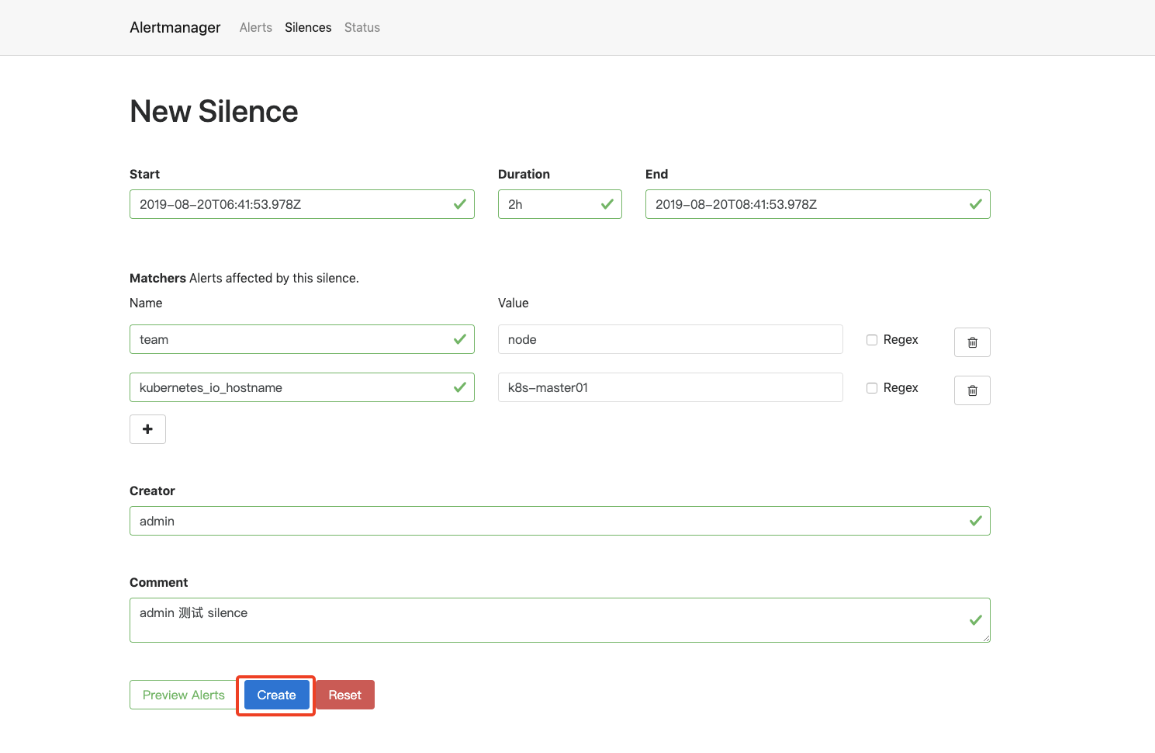 Alertmanager Alerts Silences Status
New Silence
Start Duration End
2019-08-20T06:41:53.978Z 2h 2019-08-20T08:41:53.978Z
Matchers Alerts affected by this silence.
Name Value
team node Regex
kubernetes_io_hostname k8s-master01 Regex
Creator
admin
Comment
admin 测试 silence
Preview Alerts Create Reset